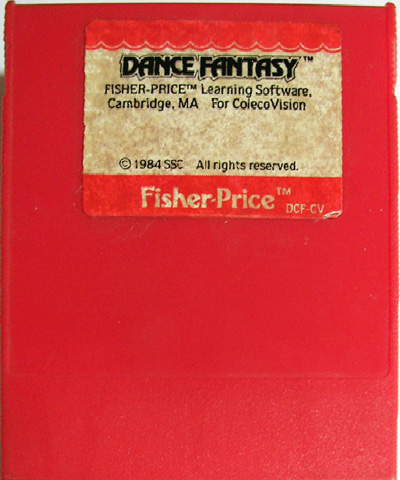 DANCE FANTASY™
FISHER-PRICE™ Learning Software,
Cambridge, MA For ColecoVision
© 1984 SSC All rights reserved.
Fisher-Price™
DCF-CV